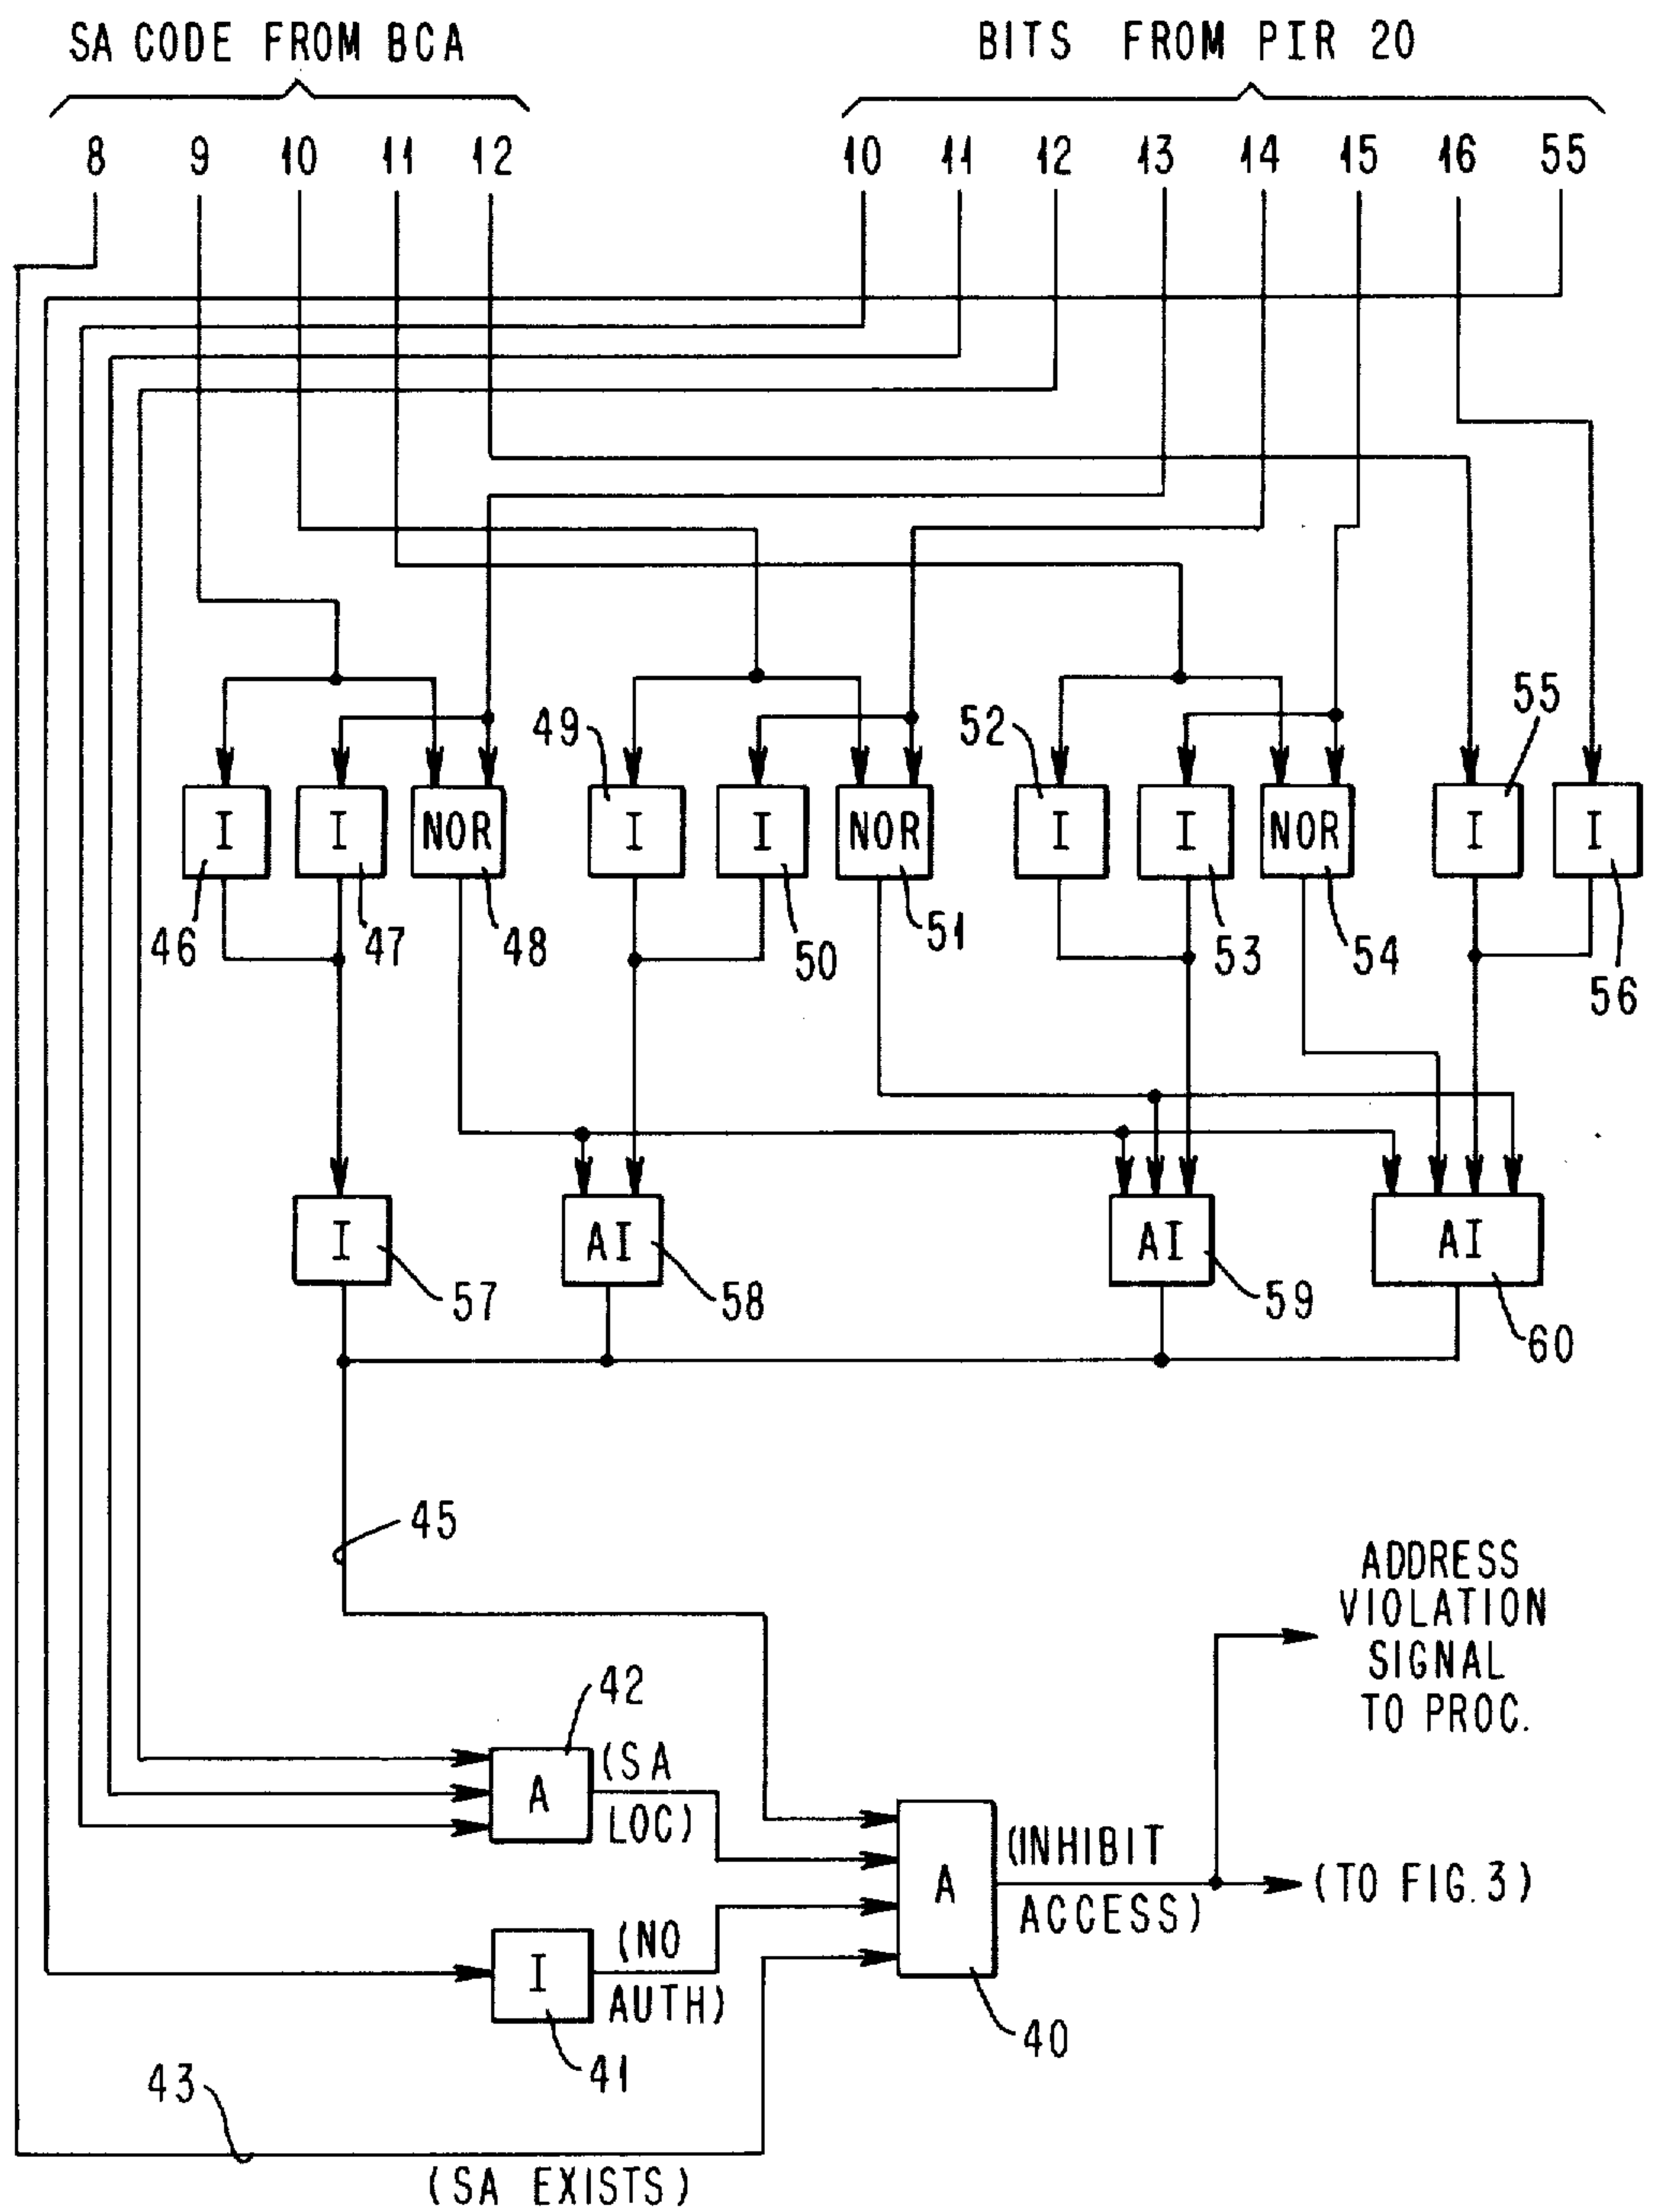 SA CODE FROM BCA
BITS FROM PIR 20
8 9 10 11 12
10 11 12 13 14 15 16 55
49
52
55
I
I
NOR
I
I
NOR
I
I
NOR
I
I
46
47
48
50
51
53
54
56
I
AI
AI
AI
57
58
59
60
45
ADDRESS
VIOLATION
SIGNAL
TO PROC.
42
A
(SA
LOC)
A
(INHIBIT
ACCESS)
(TO FIG. 3)
I
(NO
AUTH)
40
41
43
(SA EXISTS)